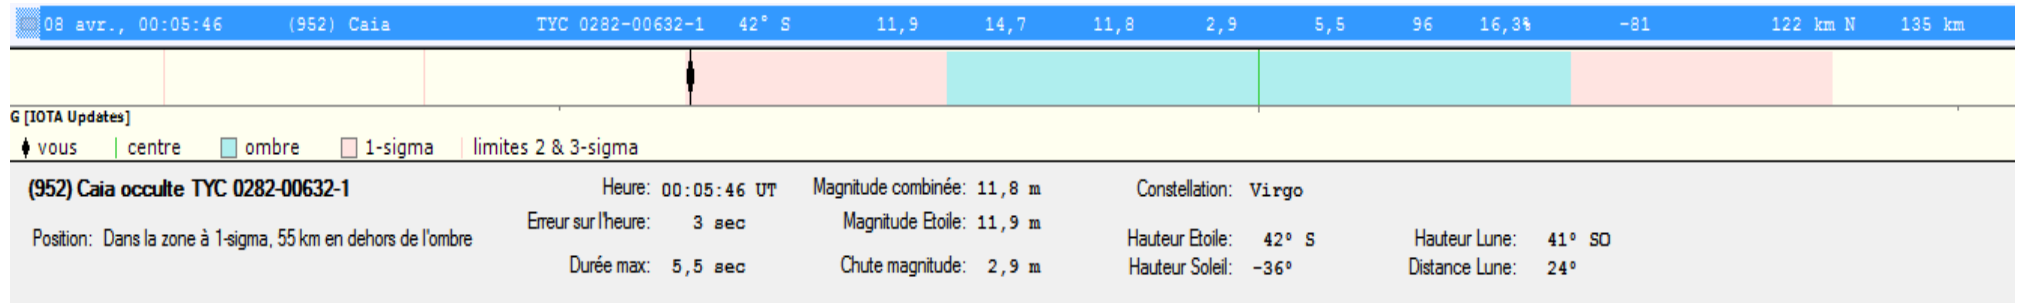 08 avr., 00:05:46 (952) Caia TYC 0282-00632-1 42° S 11,9 14,7 11,8 2,9 5,5 96 16,3% -81 122 km N 135 km
G [IOTA Updates]
vous centre ombre 1-sigma limites 2 & 3-sigma
(952) Caia occulte TYC 0282-00632-1 Heure: 00:05:46 UT Magnitude combinée: 11,8 m Constellation: Virgo
Erreur sur l'heure: 3 sec Magnitude Etoile: 11,9 m
Position: Dans la zone à 1-sigma, 55 km en dehors de l'ombre Hauteur Etoile: 42° S Hauteur Lune: 41° SO
Durée max: 5,5 sec Chute magnitude: 2,9 m Hauteur Soleil: -36° Distance Lune: 24°